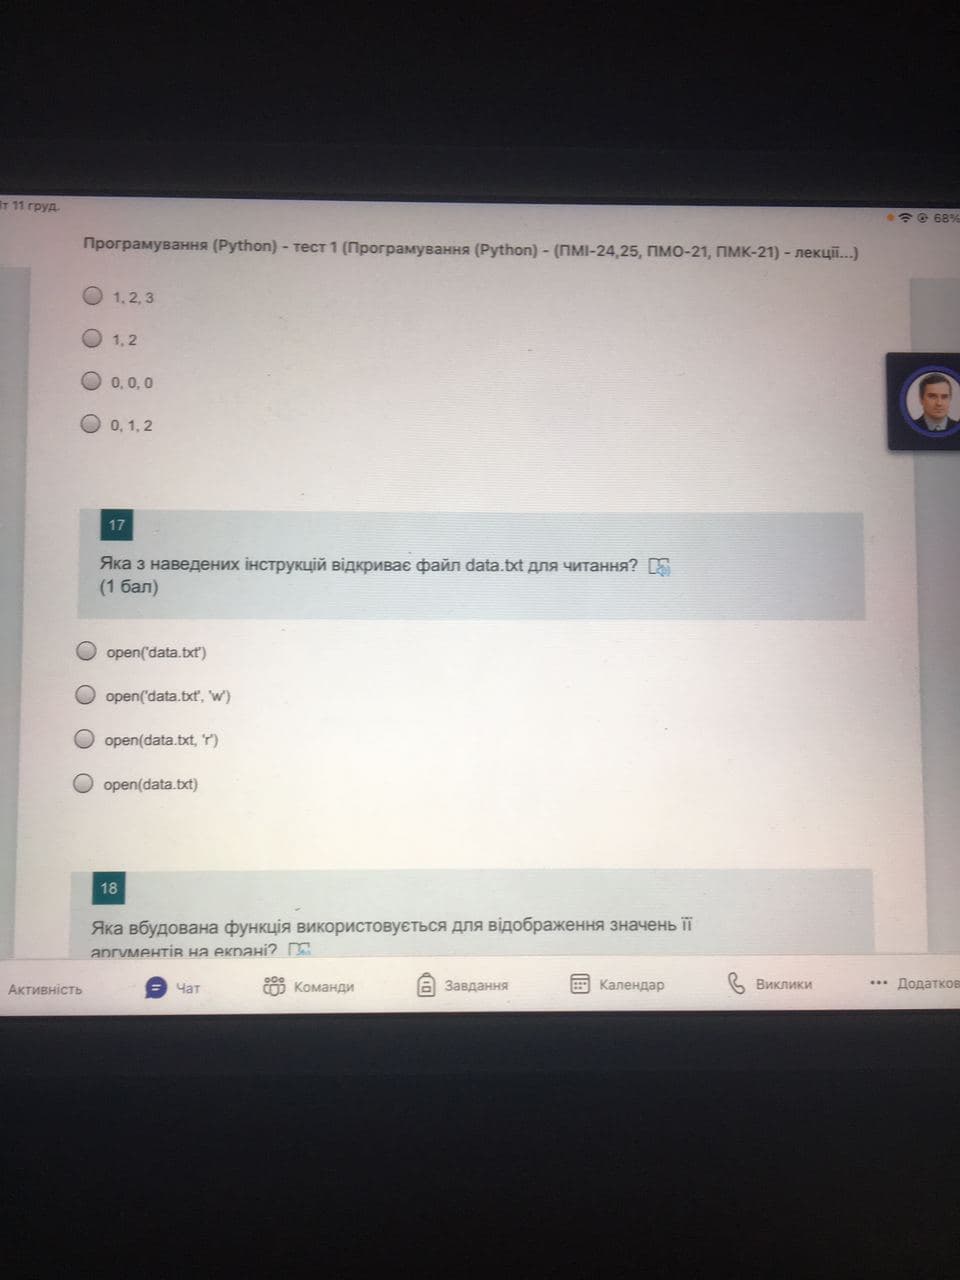 11 груд.
68%
Програмування (Python) - тест 1 (Програмування (Python) - (ПМІ-24,25, ПМО-21, ПМК-21) - лекції...)
1, 2, 3
1, 2
0, 0, 0
0, 1, 2
17
Яка з наведених інструкцій відкриває файл data.txt для читання?
(1 бал)
open('data.txt')
open('data.txt', 'w')
open(data.txt, 'r')
open(data.txt)
18
Яка вбудована функція використовується для відображення значень її
аргументів на екрані?
Активність
Чат
Команди
Завдання
Календар
Виклики
Додатков